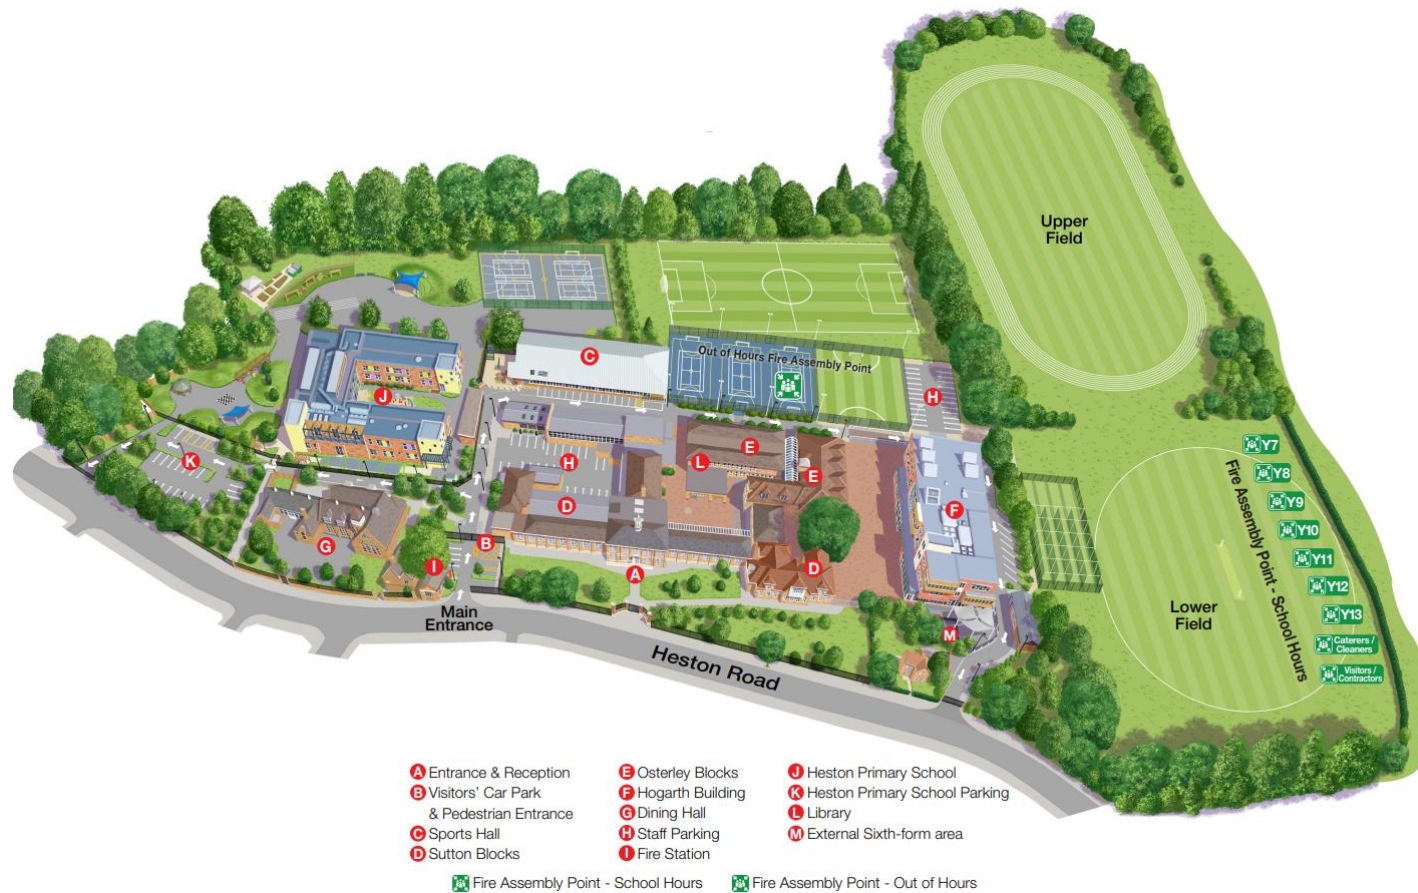 Upper
Field
Out of Hours Fire Assembly Point
C
J
H
E
L
E
H
K
D
F
G
B
I
A
D
M
Y7
Y8
Y9
Y10
Y11
Y12
Y13
Caterers /
Cleaners
Visitors /
Contractors
Fire Assembly Point - School Hours
Lower
Field
Main
Entrance
Heston Road
A Entrance & Reception
B Visitors' Car Park
& Pedestrian Entrance
C Sports Hall
D Sutton Blocks
E Osterley Blocks
F Hogarth Building
G Dining Hall
H Staff Parking
I Fire Station
J Heston Primary School
K Heston Primary School Parking
L Library
M External Sixth-form area
Fire Assembly Point - School Hours
Fire Assembly Point - Out of Hours